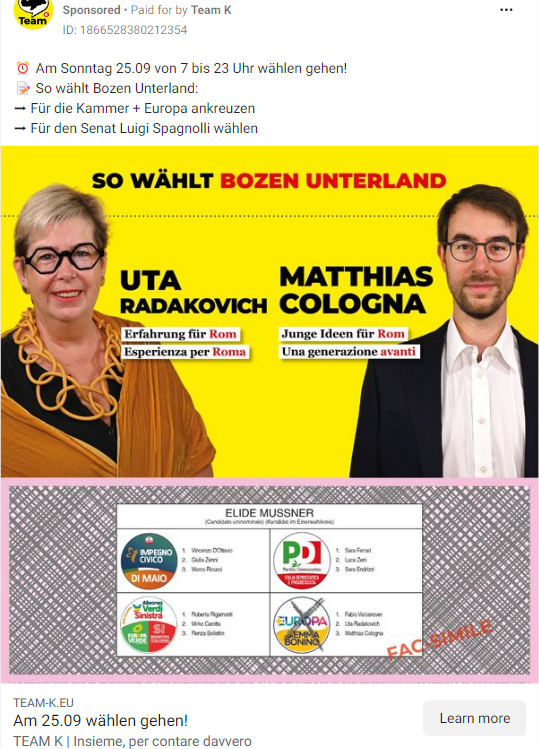 Team K
Sponsored • Paid for by Team K
ID: 1866528380212354
⏰ Am Sonntag 25.09 von 7 bis 23 Uhr wählen gehen!
📝 So wählt Bozen Unterland:
➞ Für die Kammer + Europa ankreuzen
➞ Für den Senat Luigi Spagnolli wählen
SO WÄHLT BOZEN UNTERLAND
UTA
RADAKOVICH
Erfahrung für Rom
Esperienza per Roma
MATTHIAS
COLOGNA
Junge Ideen für Rom
Una generazione avanti
ELIDE MUSSNER
(Candidato uninominale) (Kandidat im Einerwahlkreis)
IMPEGNO
CIVICO
DI MAIO
1. Vincenzo D'Ottavio
2. Giulia Zanni
3. Marco Ricucci
PD
Partito Democratico
ITALIA DEMOCRATICA
E PROGRESSISTA
1. Sara Ferrari
2. Luca Zeni
3. Sara Endrizzi
Alleanza
Verdi
Sinistra
EUROPA
VERDE
SI
1. Roberta Rigamonti
2. Mirko Carotta
3. Renza Bollettin
+EUROPA
EMMA
BONINO
1. Fabio Valcanover
2. Uta Radakovich
3. Matthias Cologna
FAC-SIMILE
TEAM-K.EU
Am 25.09 wählen gehen!
TEAM K | Insieme, per contare davvero
Learn more